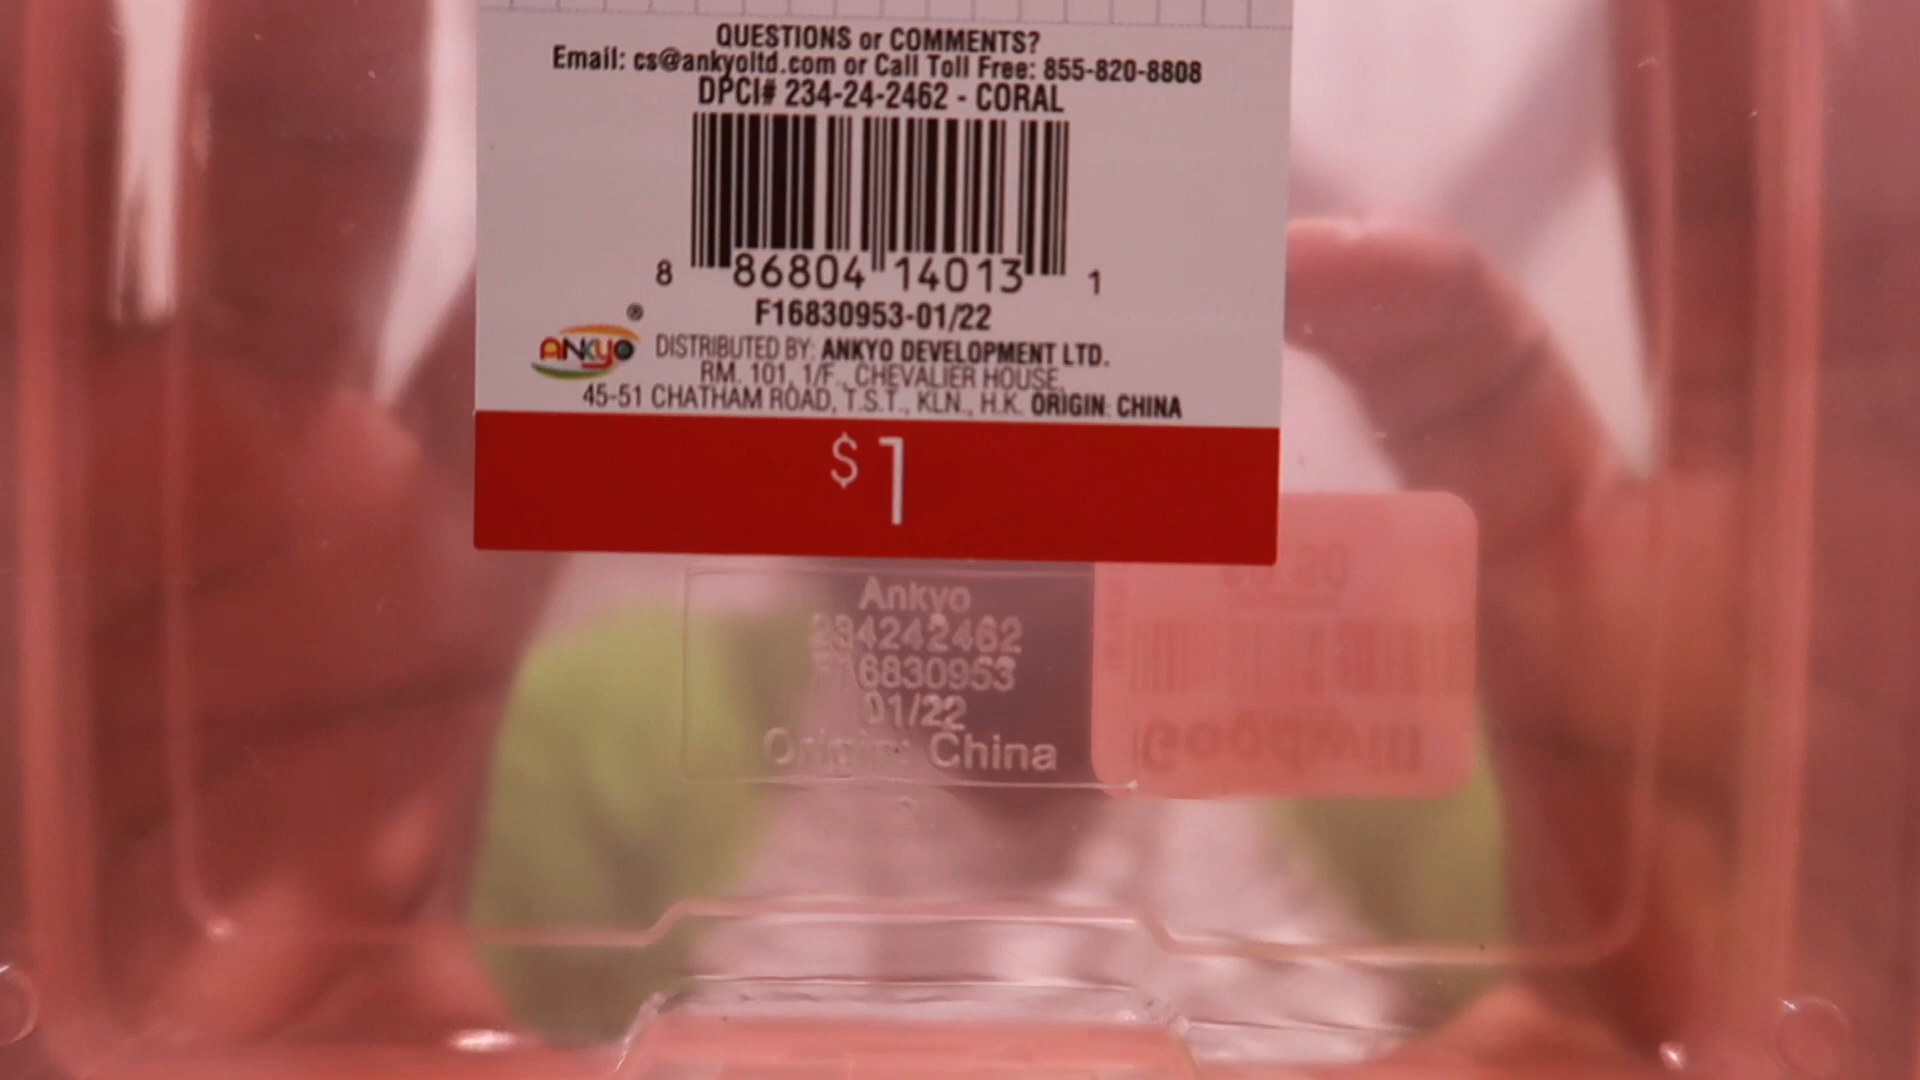 QUESTIONS or COMMENTS?
Email: cs@ankyoltd.com or Call Toll Free: 855-820-8808
DPCI# 234-24-2462 - CORAL
8 86804 14013 1
F16830953-01/22
ANKYO ® DISTRIBUTED BY: ANKYO DEVELOPMENT LTD.
RM. 101, 1/F., CHEVALIER HOUSE,
45-51 CHATHAM ROAD, T.S.T., KLN., H.K. ORIGIN: CHINA
$1
Ankyo
234242462
F16830953
01/22
Origin: China
Goodwill